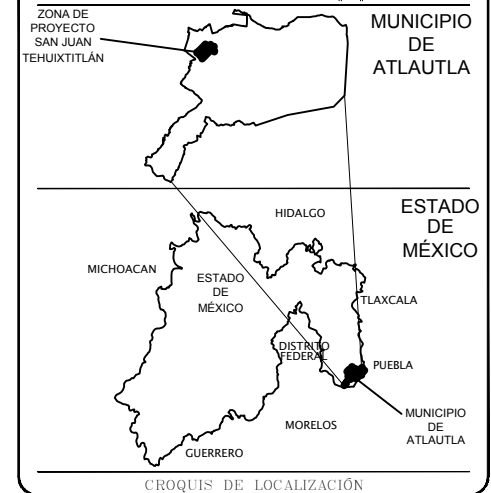 ZONA DE
PROYECTO
SAN JUAN
TEHUIXTITLÁN
MUNICIPIO
DE
ATLAUTLA
ESTADO
DE
MÉXICO
HIDALGO
MICHOACAN
ESTADO
DE
MÉXICO
TLAXCALA
DISTRITO
FEDERAL
PUEBLA
MUNICIPIO
DE
ATLAUTLA
MORELOS
GUERRERO
CROQUIS DE LOCALIZACIÓN